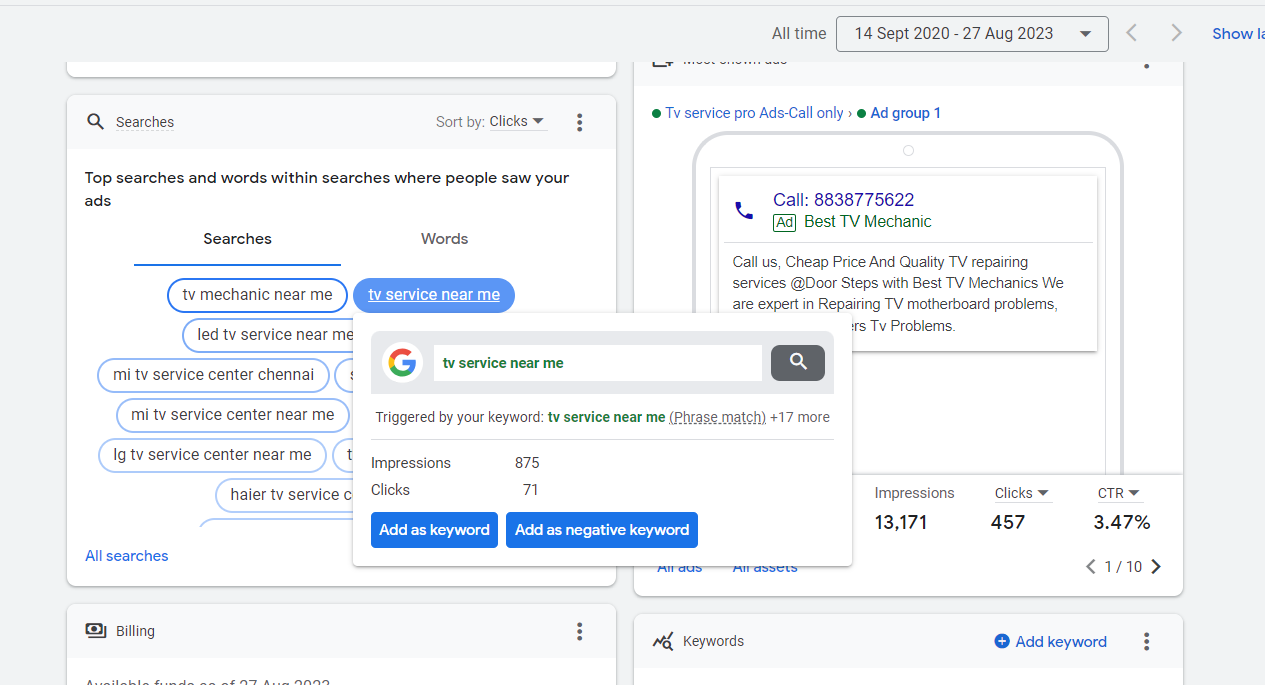 All time
14 Sept 2020 - 27 Aug 2023
Show la
Searches
Sort by: Clicks
Top searches and words within searches where people saw your
ads
Searches
Words
tv mechanic near me
tv service near me
led tv service near me
mi tv service center chennai
s
mi tv service center near me
lg tv service center near me
t
haier tv service c
All searches
tv service near me
Triggered by your keyword: tv service near me (Phrase match) +17 more
Impressions 875
Clicks 71
Add as keyword
Add as negative keyword
Most shown ads
Tv service pro Ads-Call only › Ad group 1
Call: 8838775622
Ad Best TV Mechanic
Call us, Cheap Price And Quality TV repairing
services @Door Steps with Best TV Mechanics We
are expert in Repairing TV motherboard problems,
ers Tv Problems.
Impressions
Clicks
CTR
13,171
457
3.47%
All ads
All assets
1 / 10
Billing
Available funds as of 27 Aug 2023
Keywords
Add keyword